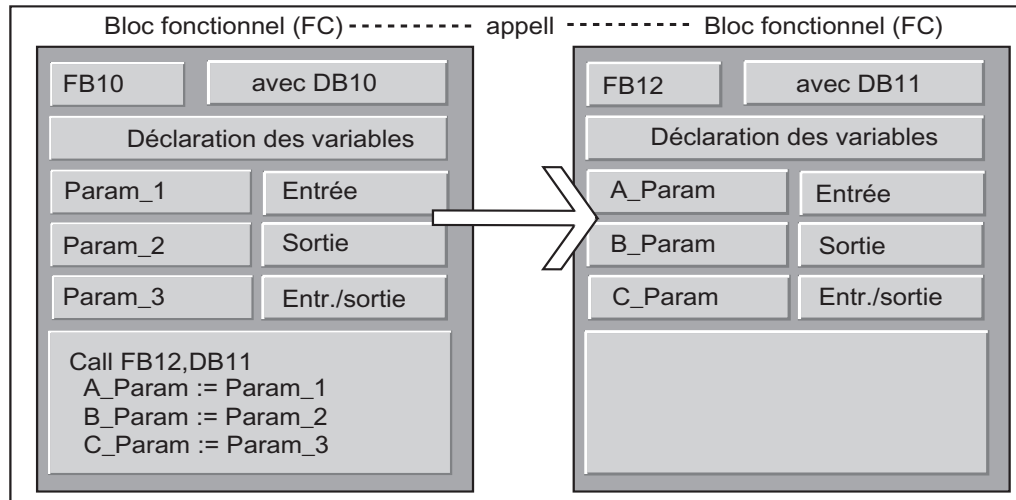 Bloc fonctionnel (FC) appell Bloc fonctionnel (FC)
FB10 avec DB10
Déclaration des variables
Param_1 Entrée
Param_2 Sortie
Param_3 Entr./sortie
Call FB12,DB11
A_Param := Param_1
B_Param := Param_2
C_Param := Param_3
FB12 avec DB11
Déclaration des variables
A_Param Entrée
B_Param Sortie
C_Param Entr./sortie